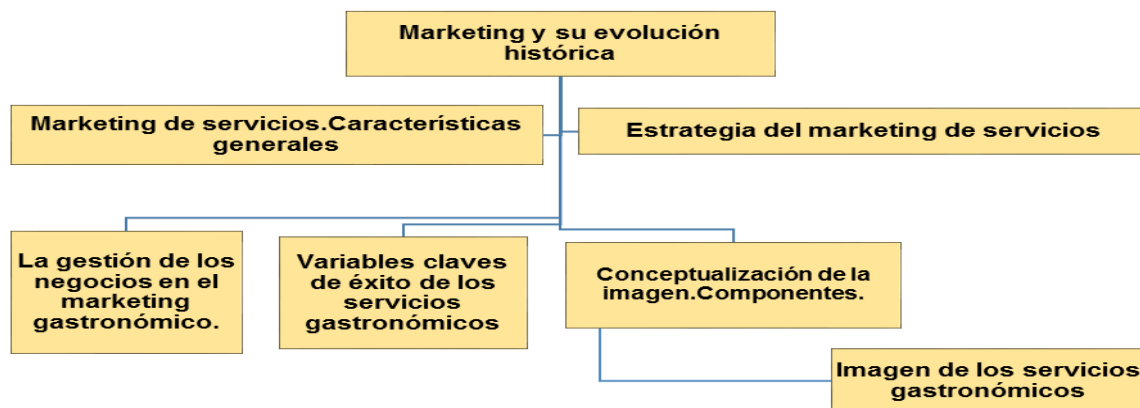 Marketing y su evolución
histórica
Marketing de servicios.Características
generales
Estrategia del marketing de servicios
La gestión de los
negocios en el
marketing
gastronómico.
Variables claves
de éxito de los
servicios
gastronómicos
Conceptualización de la
imagen.Componentes.
Imagen de los servicios
gastronómicos